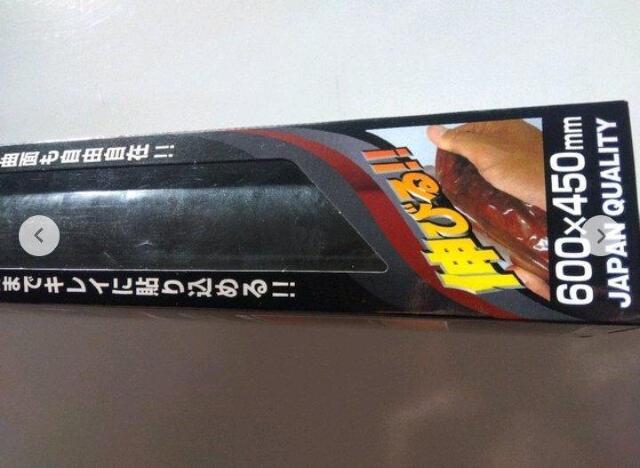 曲面も自由自在!!
までキレイに貼り込める!!
伸びる!!
600×450mm
JAPAN QUALITY